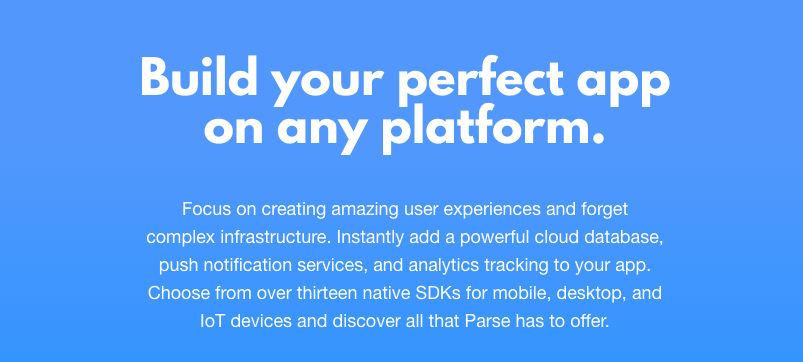 Build your perfect app
on any platform.
Focus on creating amazing user experiences and forget
complex infrastructure. Instantly add a powerful cloud database,
push notification services, and analytics tracking to your app.
Choose from over thirteen native SDKs for mobile, desktop, and
IoT devices and discover all that Parse has to offer.